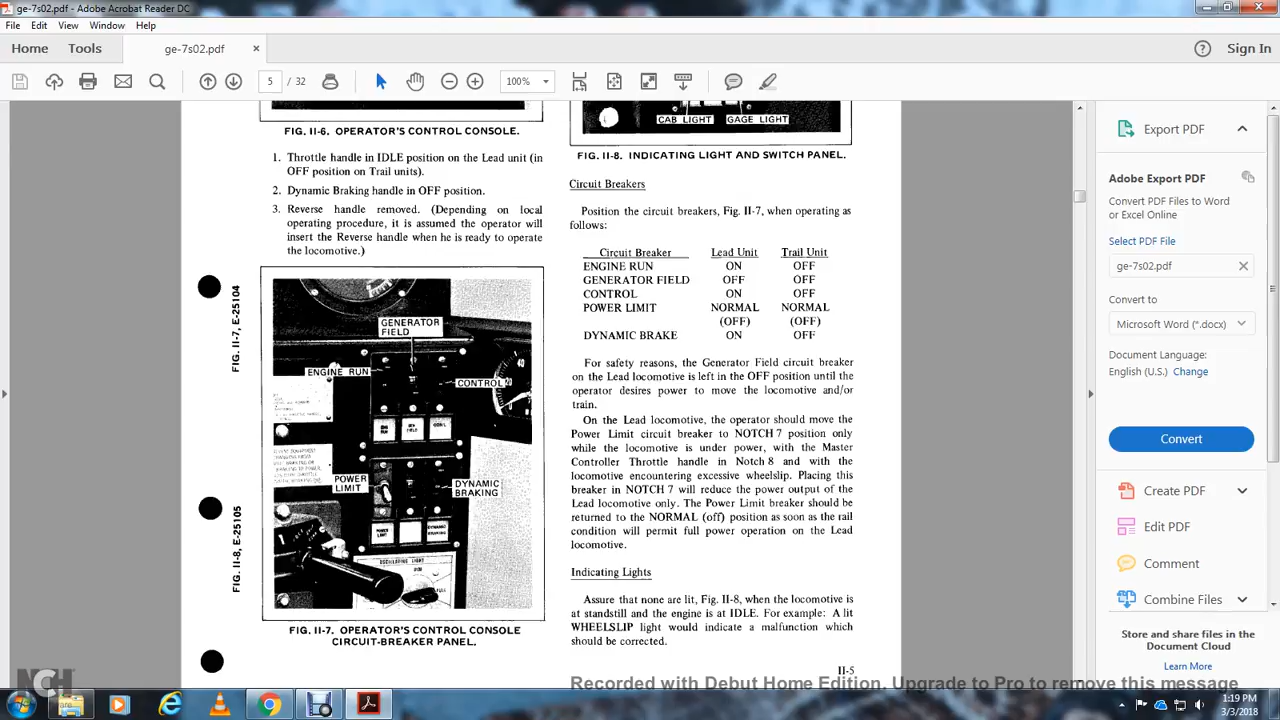 ge-7s02.pdf - Adobe Acrobat Reader DC
File Edit View Window Help
Home Tools ge-7s02.pdf × Sign In
5 / 32 100%
FIG. II-6. OPERATOR'S CONTROL CONSOLE.
1. Throttle handle in IDLE position on the Lead unit (in
OFF position on Trail units).
2. Dynamic Braking handle in OFF position.
3. Reverse handle removed. (Depending on local
operating procedure, it is assumed the operator will
insert the Reverse handle when he is ready to operate
the locomotive.)
FIG. II-7, E-25104
FIG. II-8, E-25105
GENERATOR
FIELD
ENGINE RUN
CONTROL
POWER
LIMIT
DYNAMIC
BRAKING
POWER
LIMIT
DYNAMIC
BRAKING
OSCILLATING LIGHT
FIG. II-7. OPERATOR'S CONTROL CONSOLE
CIRCUIT-BREAKER PANEL.
CAB LIGHT GAGE LIGHT
FIG. II-8. INDICATING LIGHT AND SWITCH PANEL.
Circuit Breakers
Position the circuit breakers, Fig. II-7, when operating as
follows:
Circuit Breaker Lead Unit Trail Unit
ENGINE RUN ON OFF
GENERATOR FIELD OFF OFF
CONTROL ON OFF
POWER LIMIT NORMAL NORMAL
(OFF) (OFF)
DYNAMIC BRAKE ON OFF
For safety reasons, the Generator Field circuit breaker
on the Lead locomotive is left in the OFF position until the
operator desires power to move the locomotive and/or
train.
On the Lead locomotive, the operator should move the
Power Limit circuit breaker to NOTCH 7 position only
while the locomotive is under power, with the Master
Controller Throttle handle in Notch 8 and with the
locomotive encountering excessive wheelslip. Placing this
breaker in NOTCH 7 will reduce the power output of the
Lead locomotive only. The Power Limit breaker should be
returned to the NORMAL (off) position as soon as the rail
condition will permit full power operation on the Lead
locomotive.
Indicating Lights
Assure that none are lit, Fig. II-8, when the locomotive is
at standstill and the engine is at IDLE. For example: A lit
WHEELSLIP light would indicate a malfunction which
should be corrected.
II-5
Export PDF
Adobe Export PDF
Convert PDF Files to Word
or Excel Online
Select PDF File
ge-7s02.pdf
Convert to
Microsoft Word (*.docx)
Document Language:
English (U.S.) Change
Convert
Create PDF
Edit PDF
Comment
Combine Files
Store and share files in the
Document Cloud
Learn More
NCH
Recorded with Debut Home Edition. Upgrade to Pro to remove this message
1:19 PM
3/3/2018